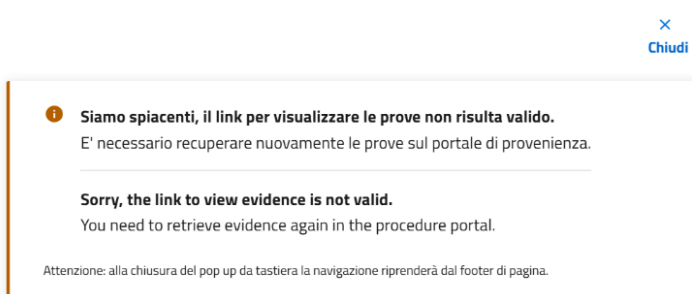 Chiudi
Siamo spiacenti, il link per visualizzare le prove non risulta valido.
E' necessario recuperare nuovamente le prove sul portale di provenienza.
Sorry, the link to view evidence is not valid.
You need to retrieve evidence again in the procedure portal.
Attenzione: alla chiusura del pop up da tastiera la navigazione riprenderà dal footer di pagina.